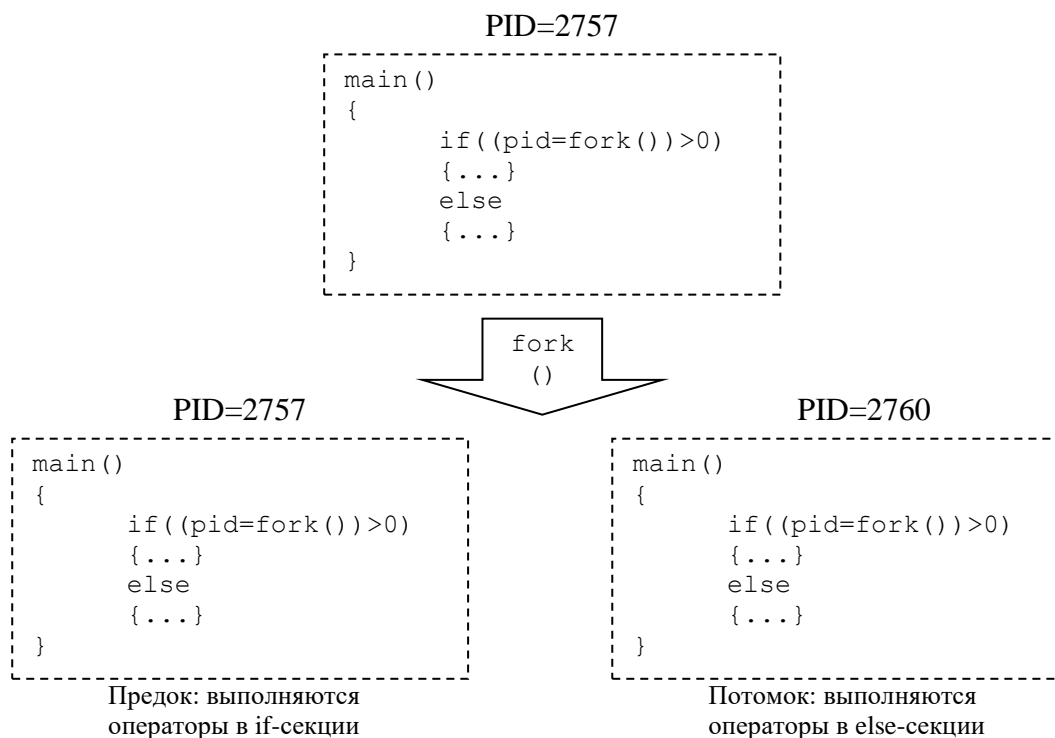 PID=2757
main()
{
if((pid=fork())>0)
{...}
else
{...}
}
fork
()
PID=2757
main()
{
if((pid=fork())>0)
{...}
else
{...}
}
Предок: выполняются
операторы в if-секции
PID=2760
main()
{
if((pid=fork())>0)
{...}
else
{...}
}
Потомок: выполняются
операторы в else-секции